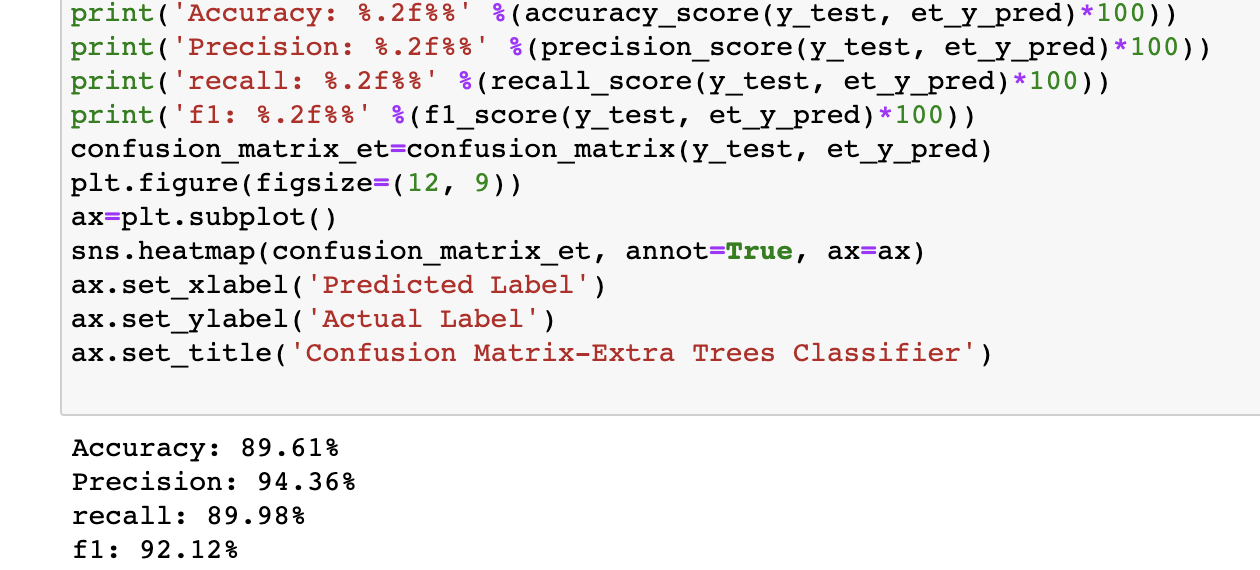 print('Accuracy: %.2f%%' %(accuracy_score(y_test, et_y_pred)*100))
print('Precision: %.2f%%' %(precision_score(y_test, et_y_pred)*100))
print('recall: %.2f%%' %(recall_score(y_test, et_y_pred)*100))
print('f1: %.2f%%' %(f1_score(y_test, et_y_pred)*100))
confusion_matrix_et=confusion_matrix(y_test, et_y_pred)
plt.figure(figsize=(12, 9))
ax=plt.subplot()
sns.heatmap(confusion_matrix_et, annot=True, ax=ax)
ax.set_xlabel('Predicted Label')
ax.set_ylabel('Actual Label')
ax.set_title('Confusion Matrix-Extra Trees Classifier')
Accuracy: 89.61%
Precision: 94.36%
recall: 89.98%
f1: 92.12%